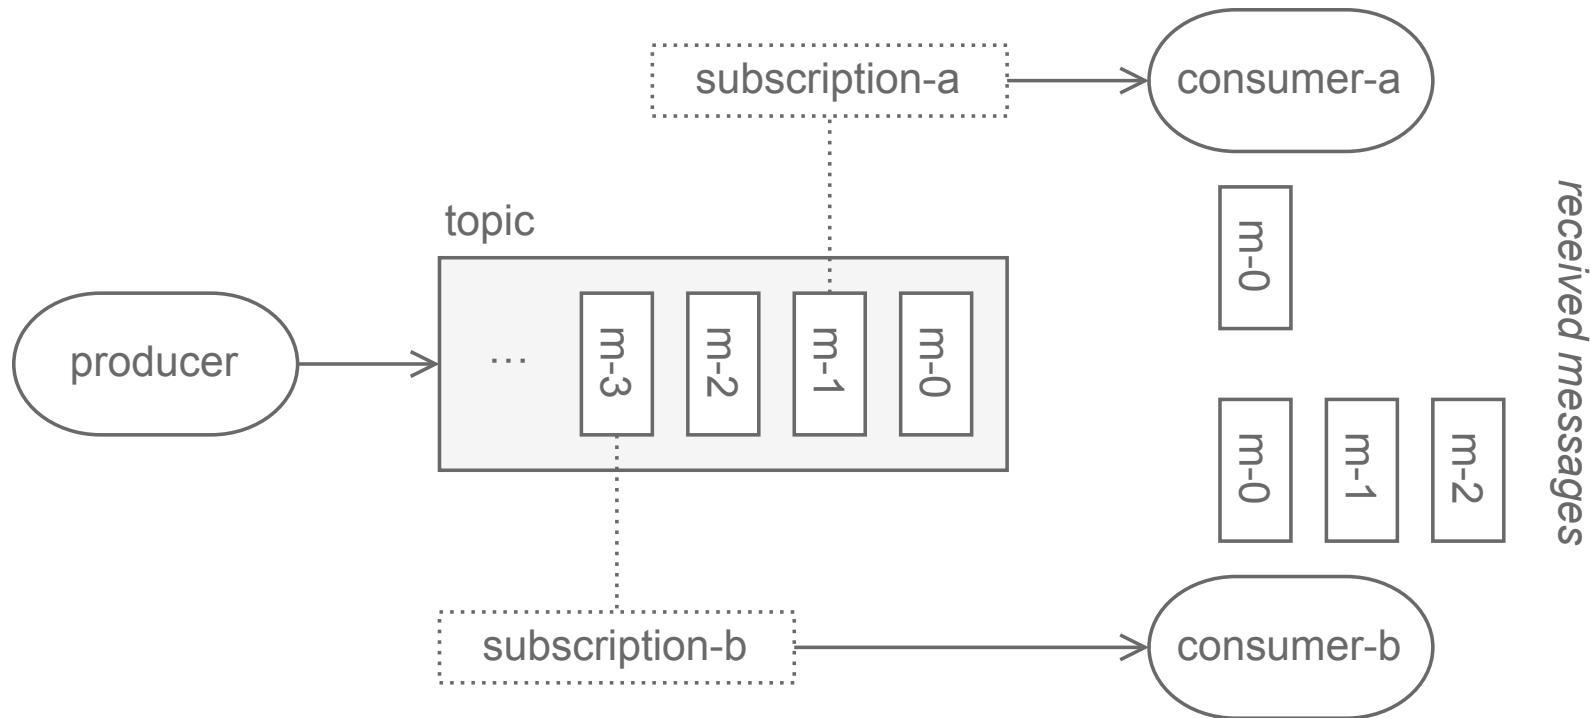 subscription-a
consumer-a
topic
m-0
received messages
producer
...
m-3
m-2
m-1
m-0
m-0
m-1
m-2
subscription-b
consumer-b